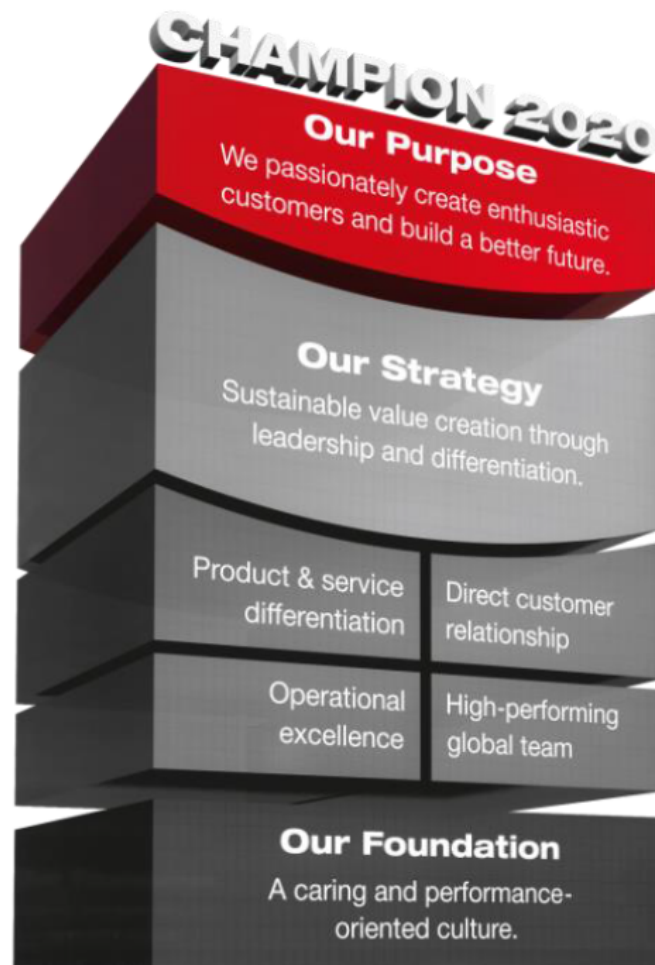 CHAMPION 2020
Our Purpose
We passionately create enthusiastic
customers and build a better future.
Our Strategy
Sustainable value creation through
leadership and differentiation.
Product & service
differentiation
Direct customer
relationship
Operational
excellence
High-performing
global team
Our Foundation
A caring and performance-
oriented culture.